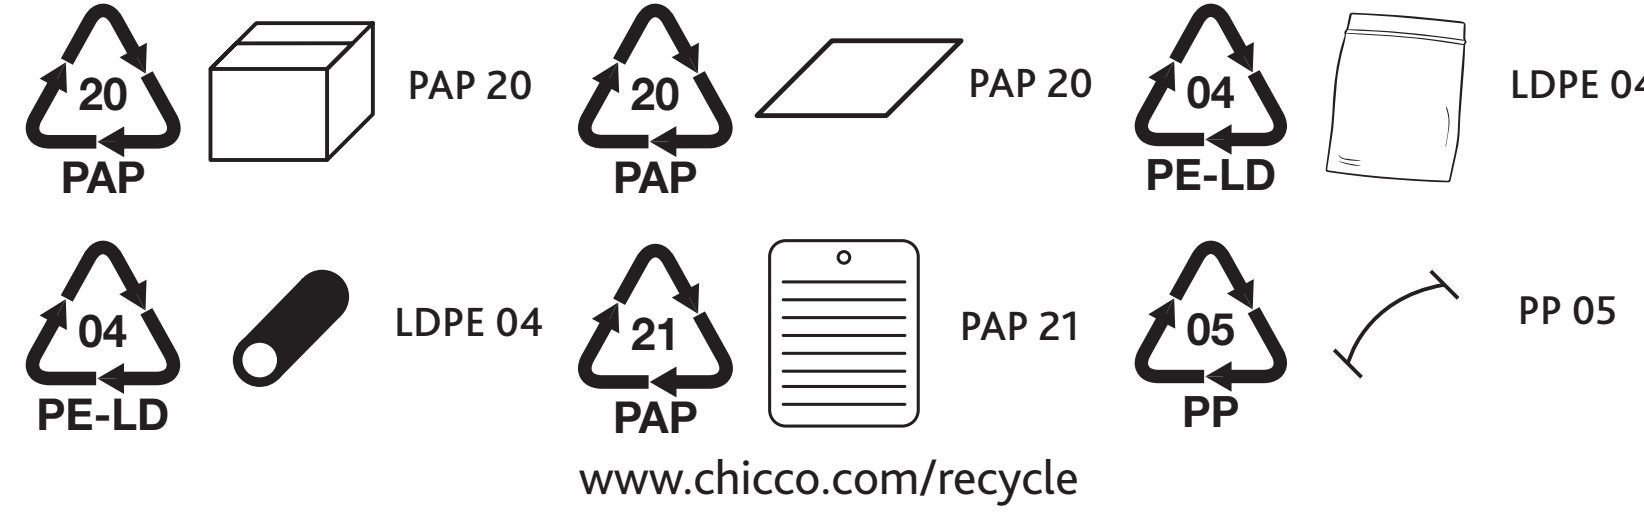 20
PAP
PAP 20
20
PAP
PAP 20
04
PE-LD
LDPE 04
04
PE-LD
LDPE 04
21
PAP
PAP 21
05
PP
PP 05
www.chicco.com/recycle